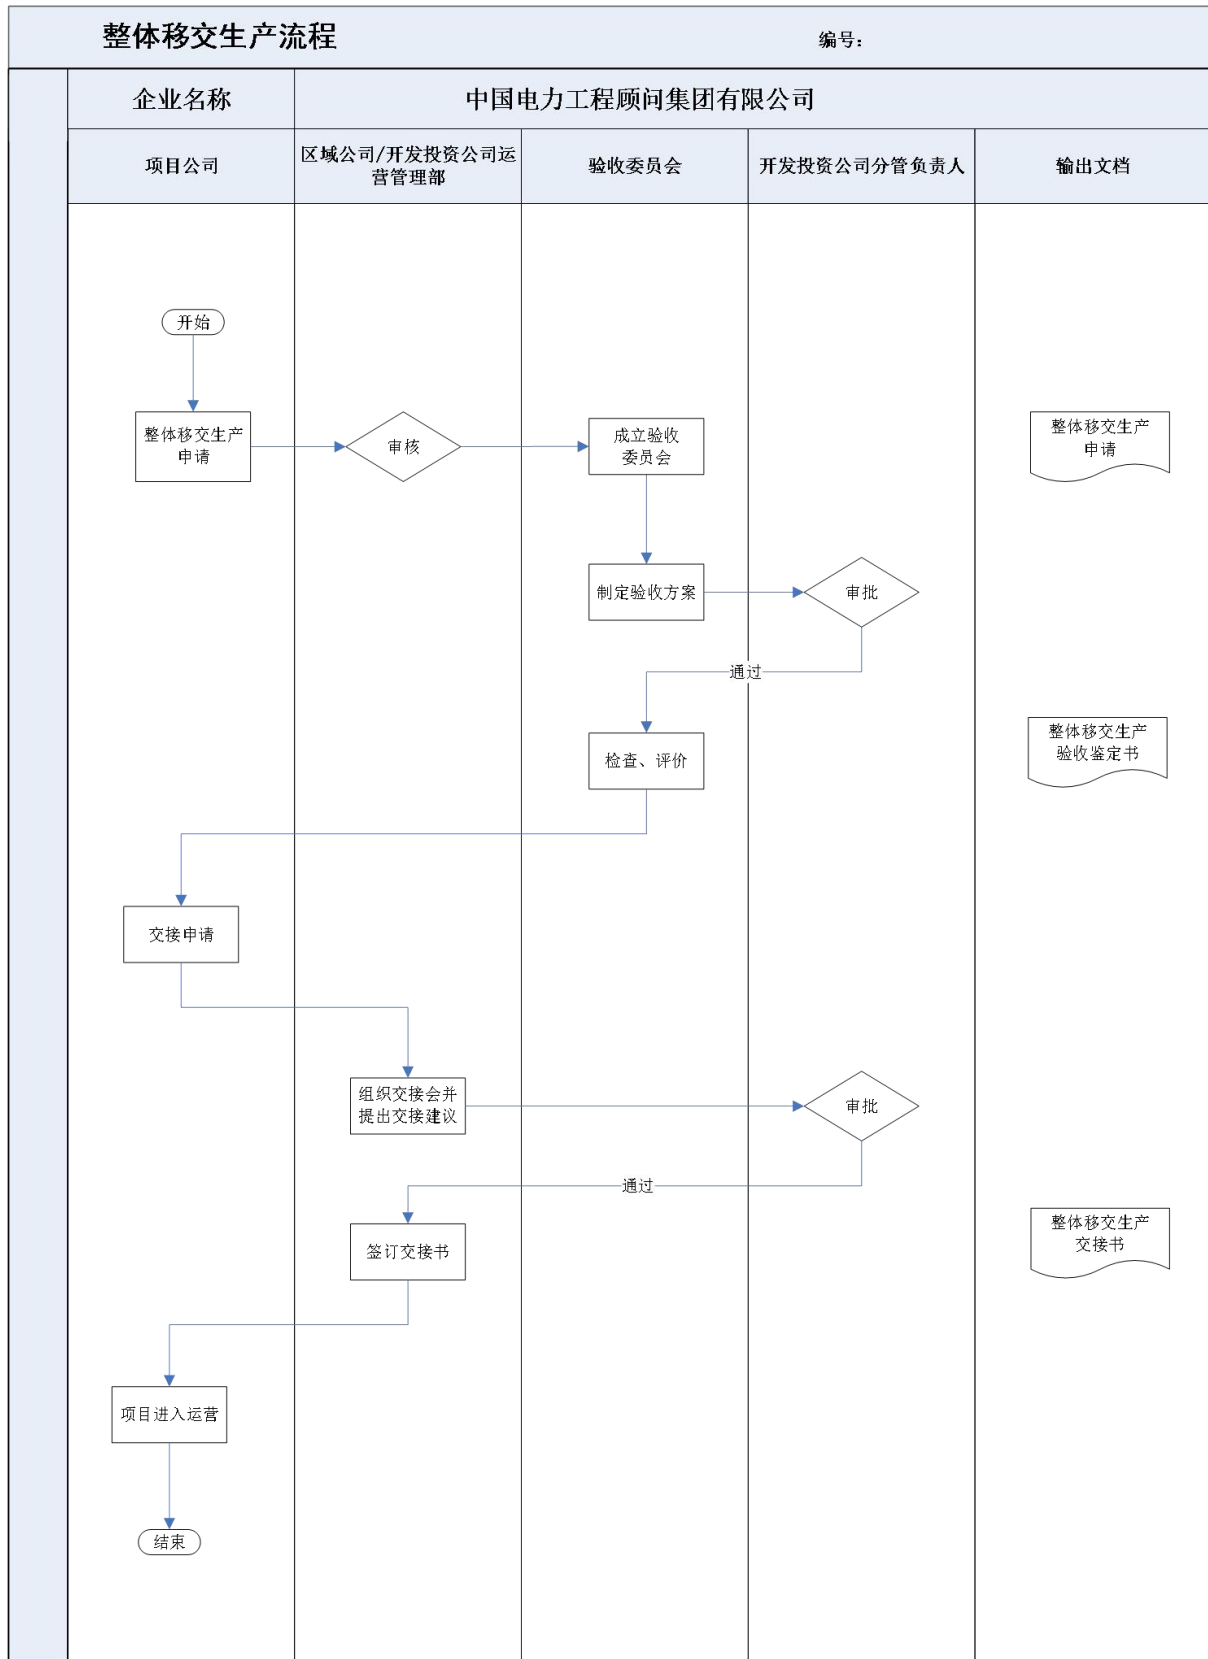 整体移交生产流程
编号：
企业名称
中国电力工程顾问集团有限公司
项目公司
区域公司/开发投资公司运
营管理部
验收委员会
开发投资公司分管负责人
输出文档
开始
整体移交生产
申请
审核
成立验收
委员会
整体移交生产
申请
制定验收方案
审批
通过
检查、评价
整体移交生产
验收鉴定书
交接申请
组织交接会并
提出交接建议
审批
通过
签订交接书
整体移交生产
交接书
项目进入运营
结束